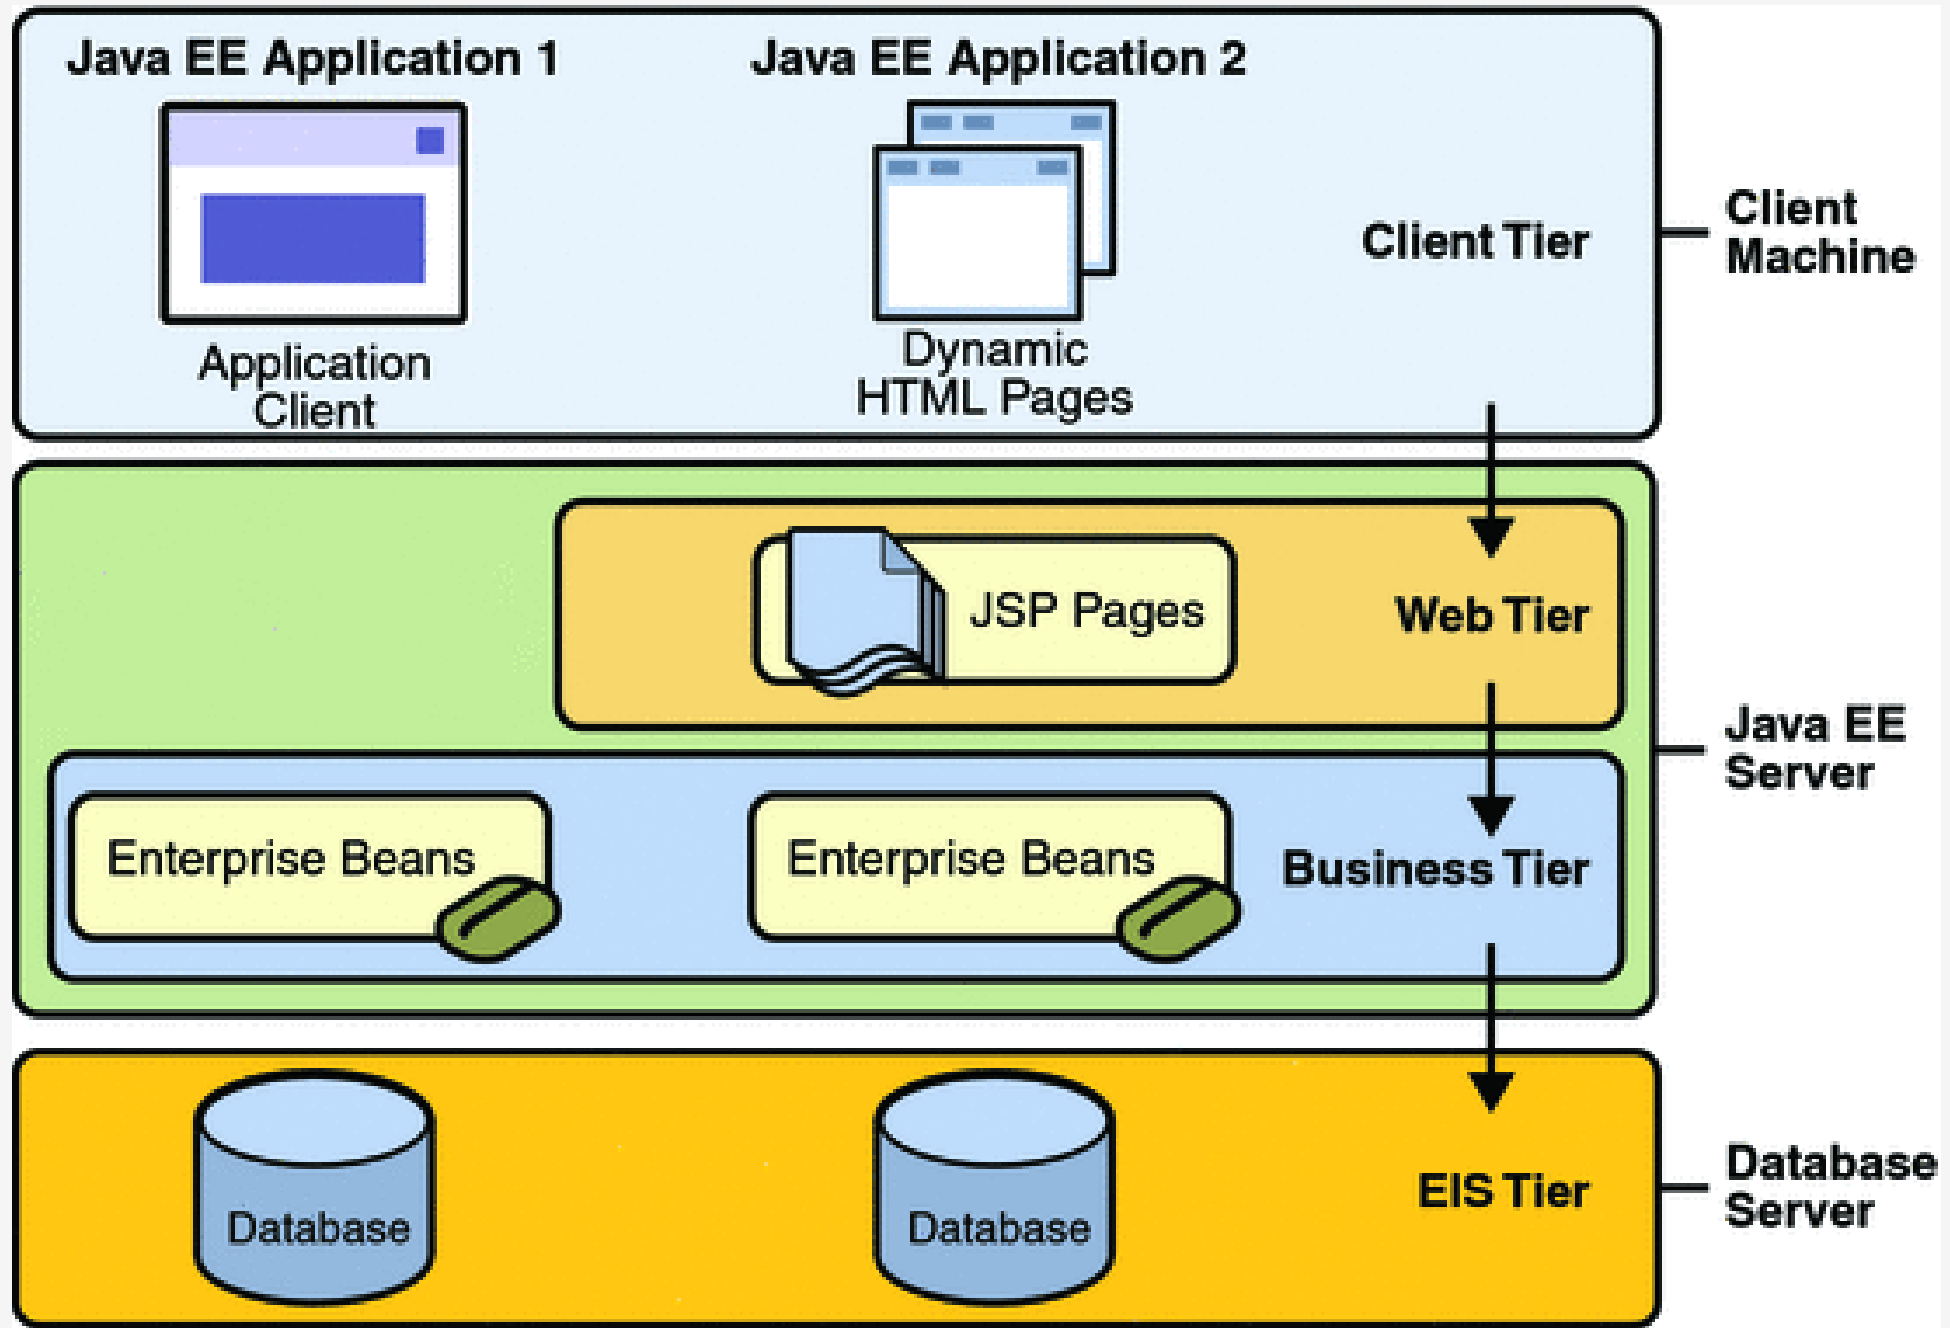 Java EE Application 1
Java EE Application 2
Application
Client
Dynamic
HTML Pages
Client Tier
Client
Machine
JSP Pages
Web Tier
Java EE
Server
Enterprise Beans
Enterprise Beans
Business Tier
Database
Database
EIS Tier
Database
Server